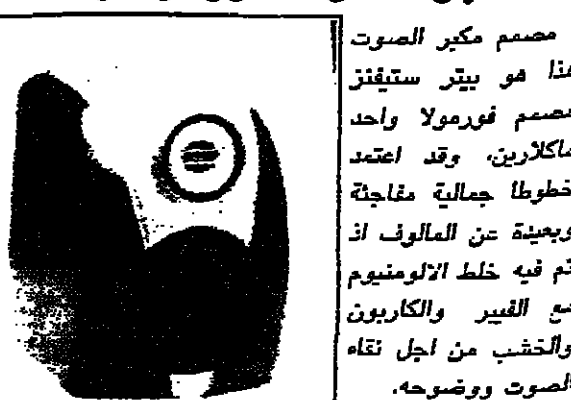 مصمم مكبر الصوت
هذا هو بيتر ستيفنز
مصمم فورمولا واحد
ماكلارين. وقد اعتمد
خطوطا جمالية مفاجئة
وبعيدة عن المالوف اذ
تم فيه خلط الالومنيوم
مع الفيبر والكاربون
والخشب من اجل نقاء
الصوت ووضوحه.